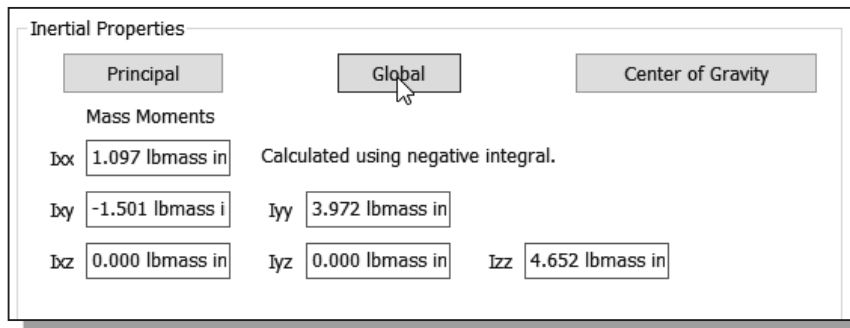 Inertial Properties
Principal Global Center of Gravity
Mass Moments
Ixx 1.097 lbmass in Calculated using negative integral.
Ixy -1.501 lbmass i Iyy 3.972 lbmass in
Ixz 0.000 lbmass in Iyz 0.000 lbmass in Izz 4.652 lbmass in